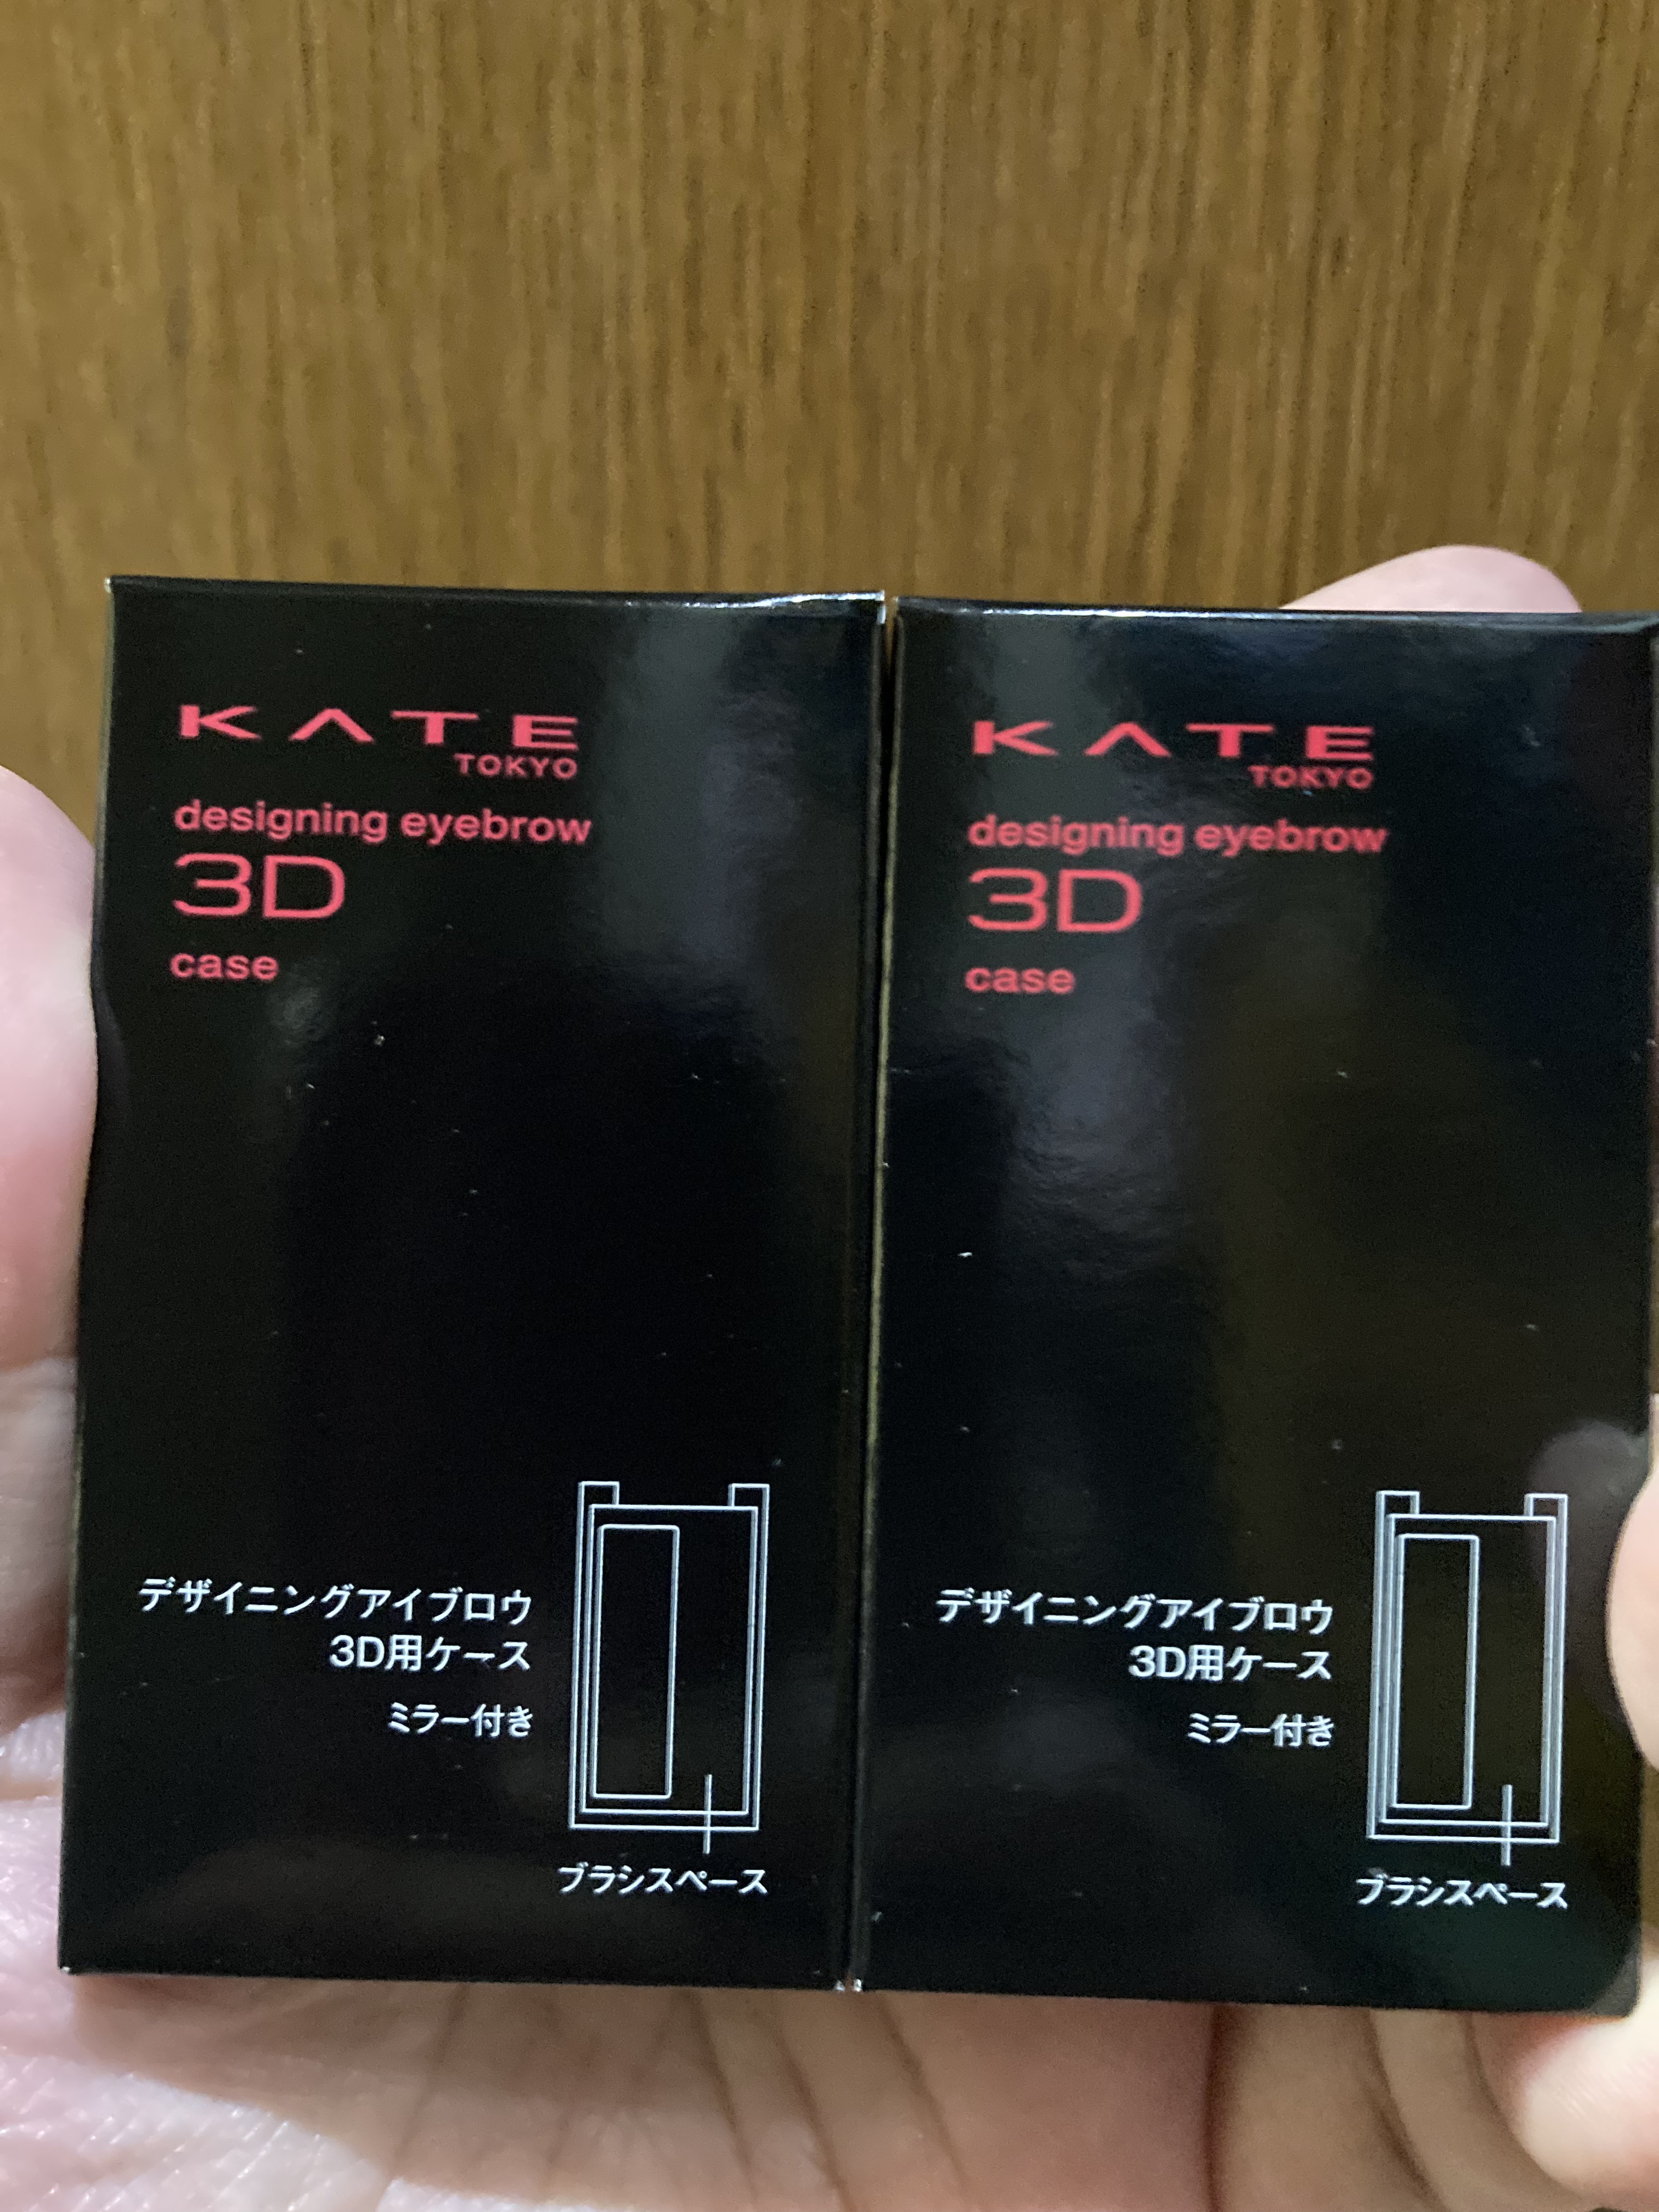 KATE
TOKYO
designing eyebrow
3D
case
デザイニングアイブロウ
3D用ケース
ミラー付き
ブラシスペース
KATE
TOKYO
designing eyebrow
3D
case
デザイニングアイブロウ
3D用ケース
ミラー付き
ブラシスペース